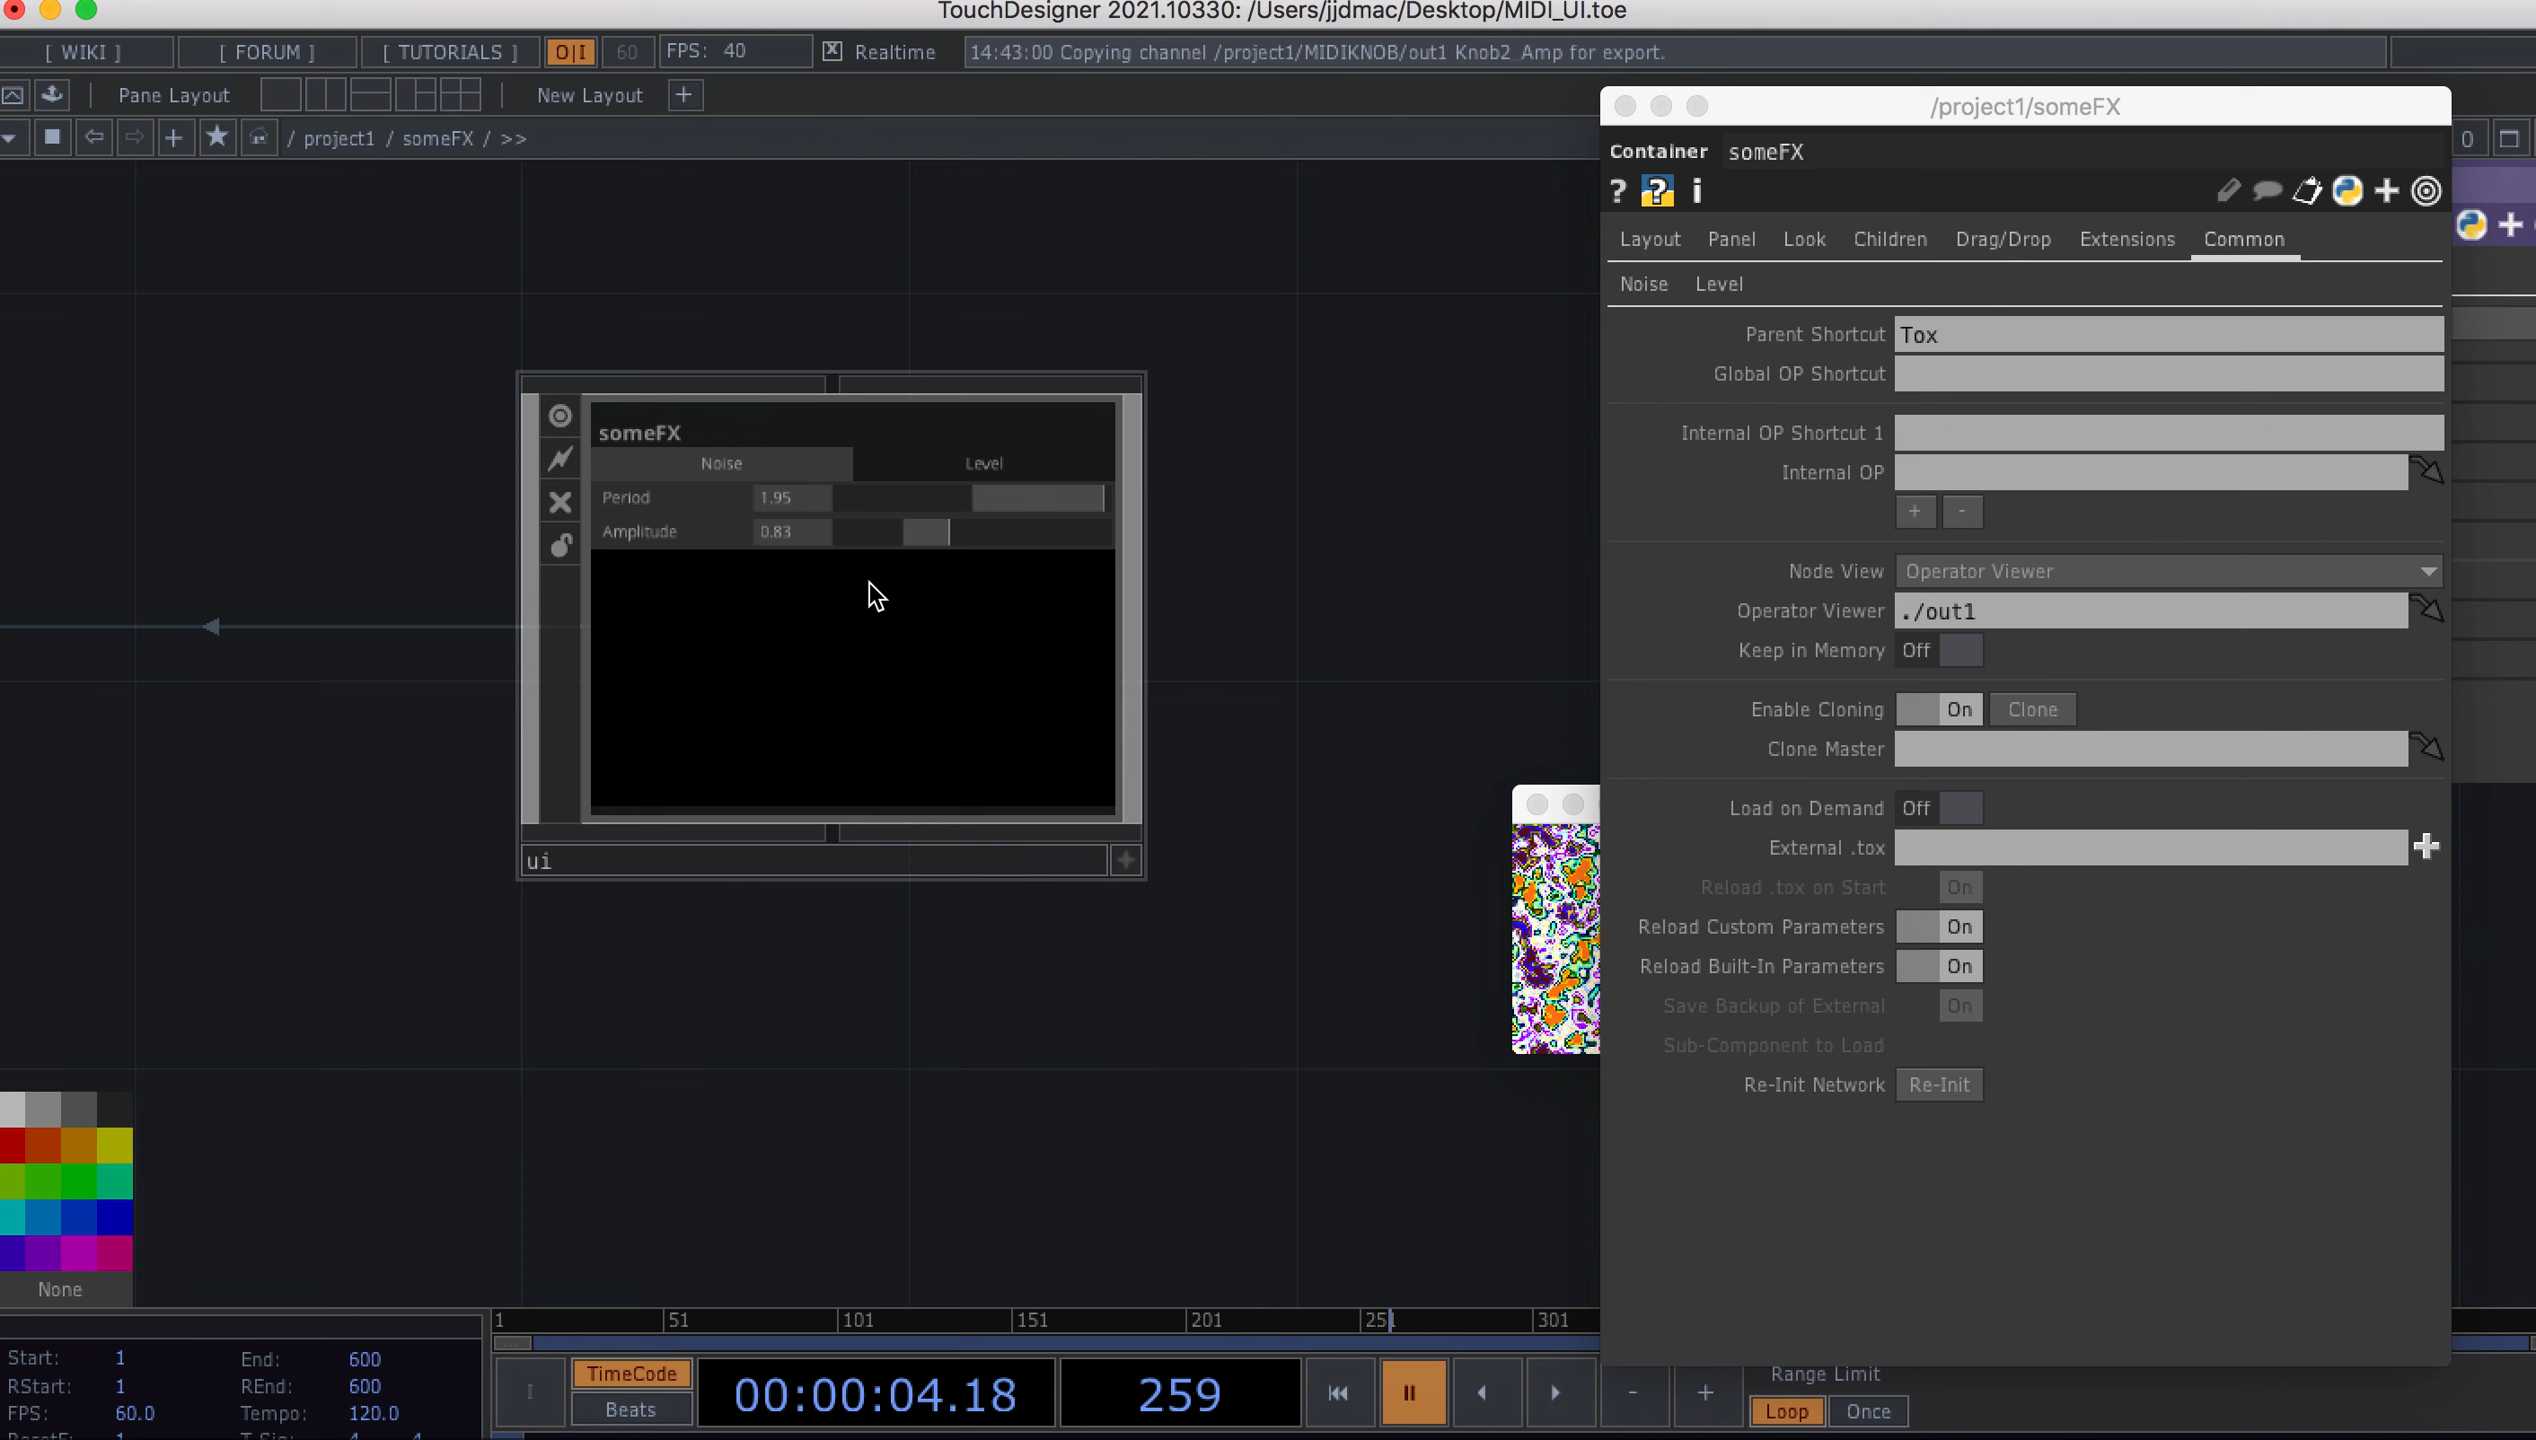 TouchDesigner 2021.10330: /Users/jjdmac/Desktop/MIDI_UI.toe
[ WIKI ] [ FORUM ] [ TUTORIALS ] O|I 60 FPS: 40 Realtime 14:43:00 Copying channel /project1/MIDIKNOB/out1 Knob2_Amp for export.
Pane Layout New Layout +
/ project1 / someFX / >>
0
/project1/someFX
Container someFX
? ? i
Layout Panel Look Children Drag/Drop Extensions Common
Noise Level
Parent Shortcut Tox
Global OP Shortcut
Internal OP Shortcut 1
Internal OP
+ -
Node View Operator Viewer
Operator Viewer ./out1
Keep in Memory Off
Enable Cloning On Clone
Clone Master
Load on Demand Off
External .tox
Reload .tox on Start On
Reload Custom Parameters On
Reload Built-In Parameters On
Save Backup of External On
Sub-Component to Load
Re-Init Network Re-Init
someFX
Noise Level
Period 1.95
Amplitude 0.83
ui
None
1 51 101 151 201 251 301
Start: 1 End: 600
RStart: 1 REnd: 600
FPS: 60.0 Tempo: 120.0
TimeCode
Beats
00:00:04.18
259
- +
Range Limit
Loop Once